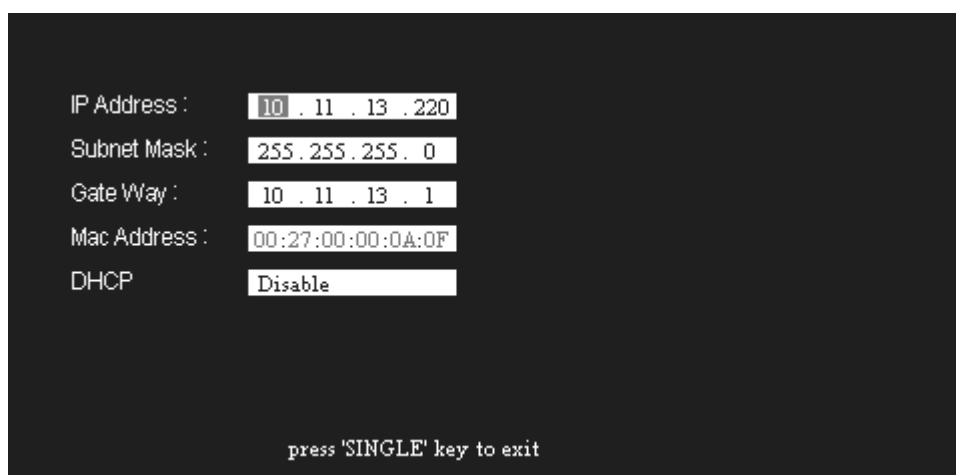 IP Address : 10 . 11 . 13 . 220
Subnet Mask : 255 . 255 . 255 . 0
Gate Way : 10 . 11 . 13 . 1
Mac Address : 00:27:00:00:0A:0F
DHCP Disable
press 'SINGLE' key to exit